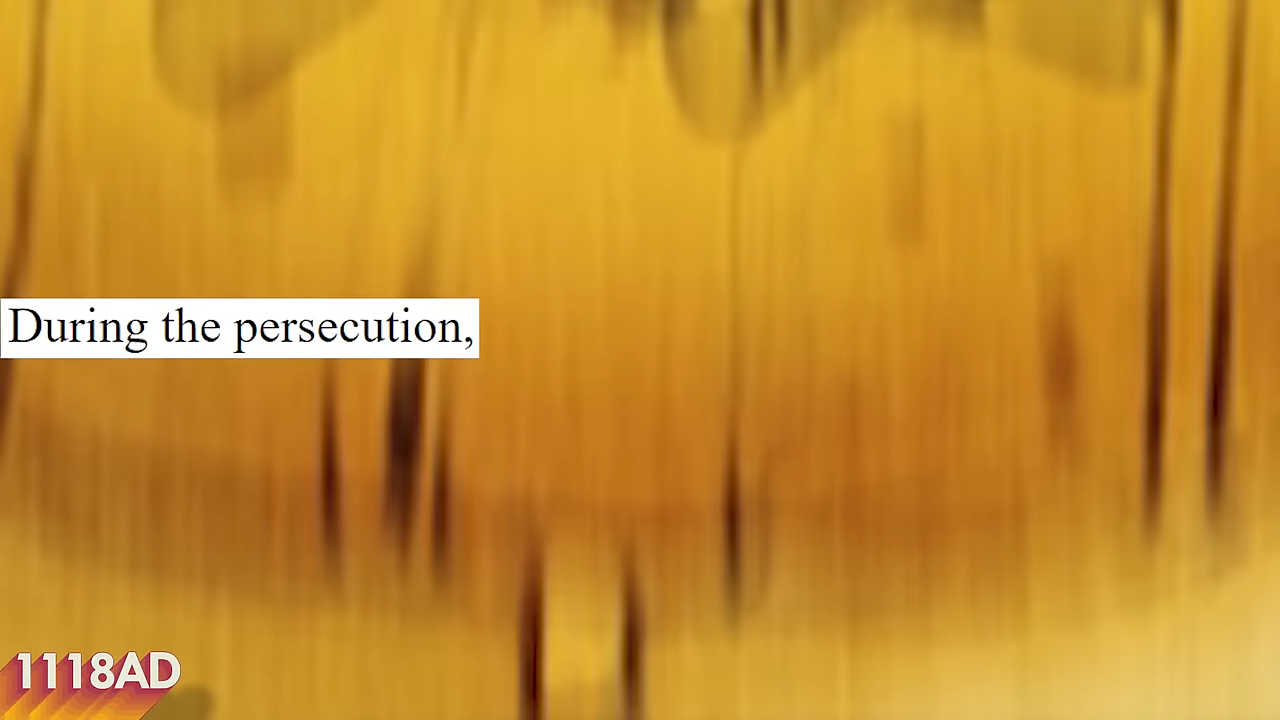 During the persecution,
1118AD